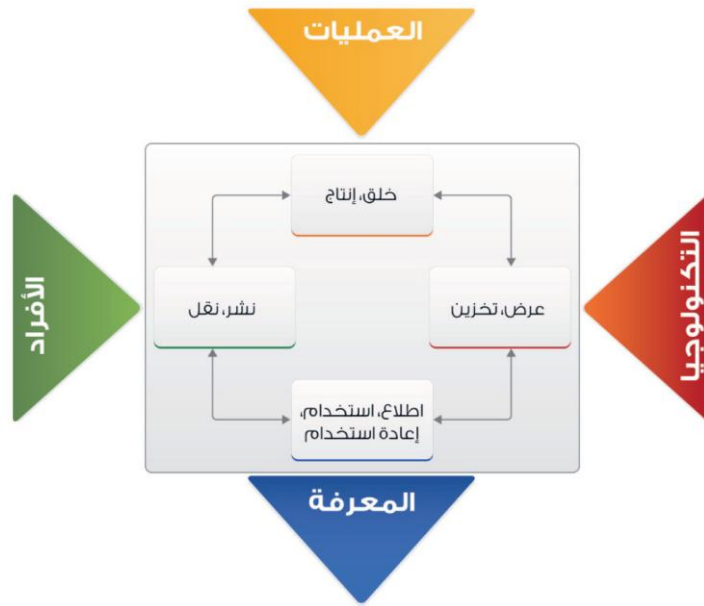 العمليات
خلق، إنتاج
التكنولوجيا
عرض، تخزين
نشر، نقل
الأفراد
اطلاع، استخدام،
إعادة استخدام
المعرفة